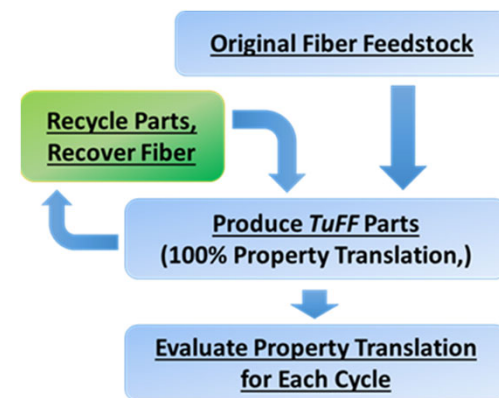 Original Fiber Feedstock
Recycle Parts,
Recover Fiber
Produce TuFF Parts
(100% Property Translation,)
Evaluate Property Translation
for Each Cycle